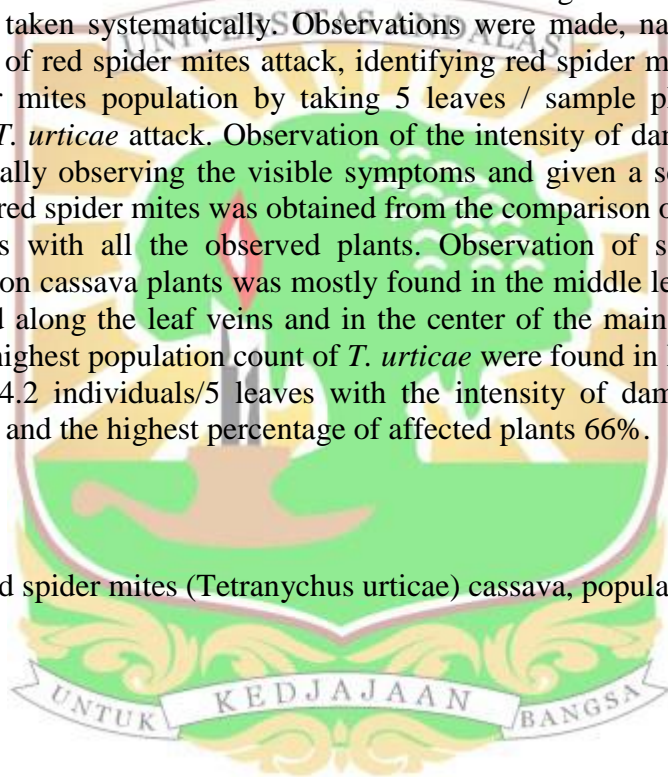 taken systematically. Observations were made, na
UNIVERSITAS ANDALAS
of red spider mites attack, identifying red spider m
mites population by taking 5 leaves / sample p
T. urticae attack. Observation of the intensity of da
ally observing the visible symptoms and given a s
red spider mites was obtained from the comparison o
s with all the observed plants. Observation of s
on cassava plants was mostly found in the middle le
d along the leaf veins and in the center of the main
highest population count of T. urticae were found in
4.2 individuals/5 leaves with the intensity of dam
and the highest percentage of affected plants 66%.
d spider mites (Tetranychus urticae) cassava, popula
UNTUK KEDJAJAAN BANGSA